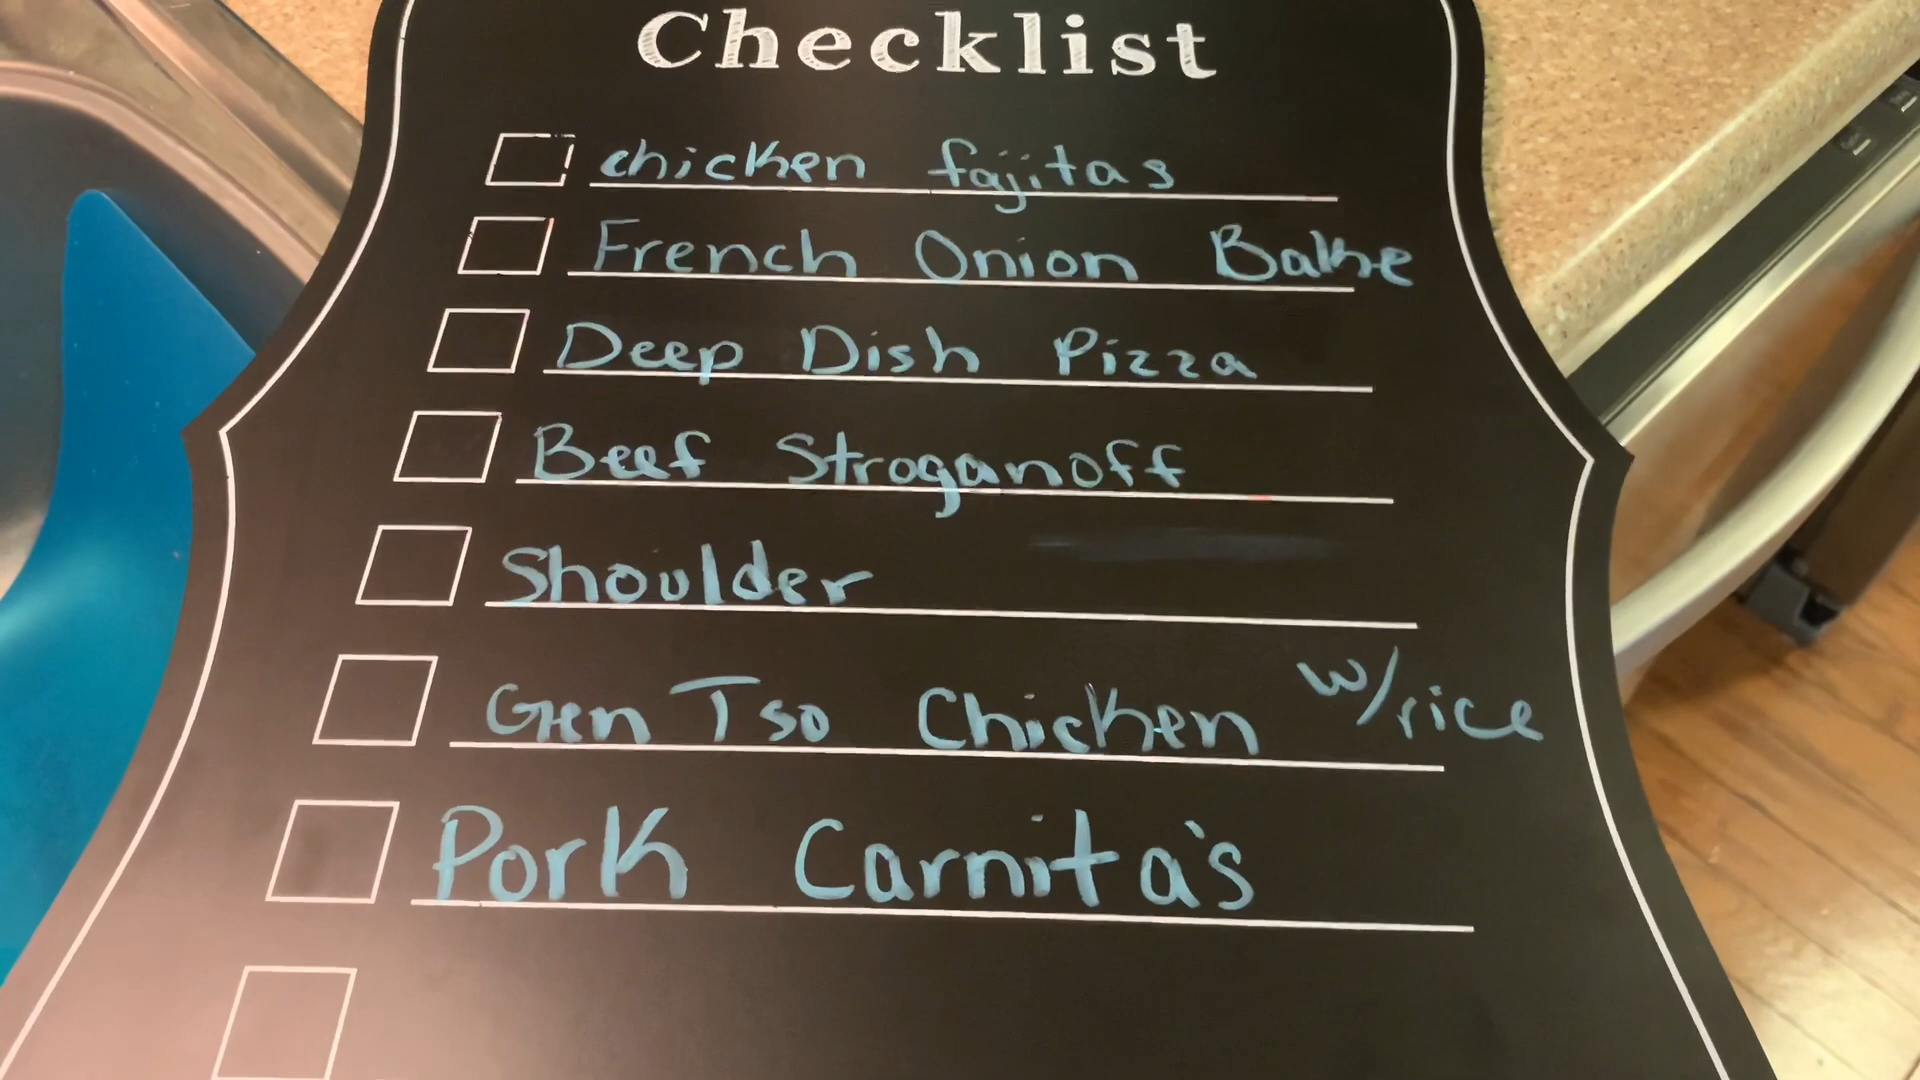 Checklist
chicken fajitas
French Onion Bake
Deep Dish Pizza
Beef Stroganoff
Shoulder
Gen Tso Chicken w/rice
Pork Carnita's